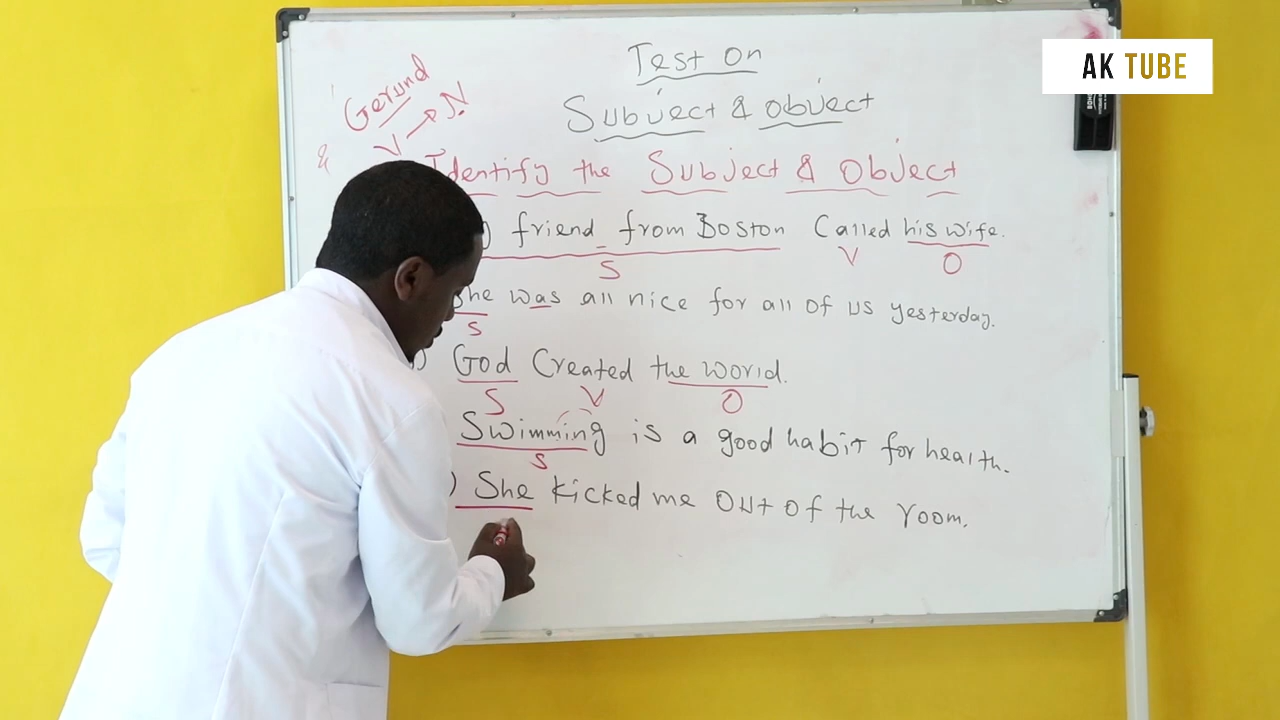 AK TUBE
Test On
Subject & Object
Gerund
V → N
Identify the Subject & Object
friend from Boston Called his wife.
S V O
She was all nice for all of us yesterday.
S
God Created the world.
S V O
Swimming is a good habit for health.
S
) She kicked me out of the room.